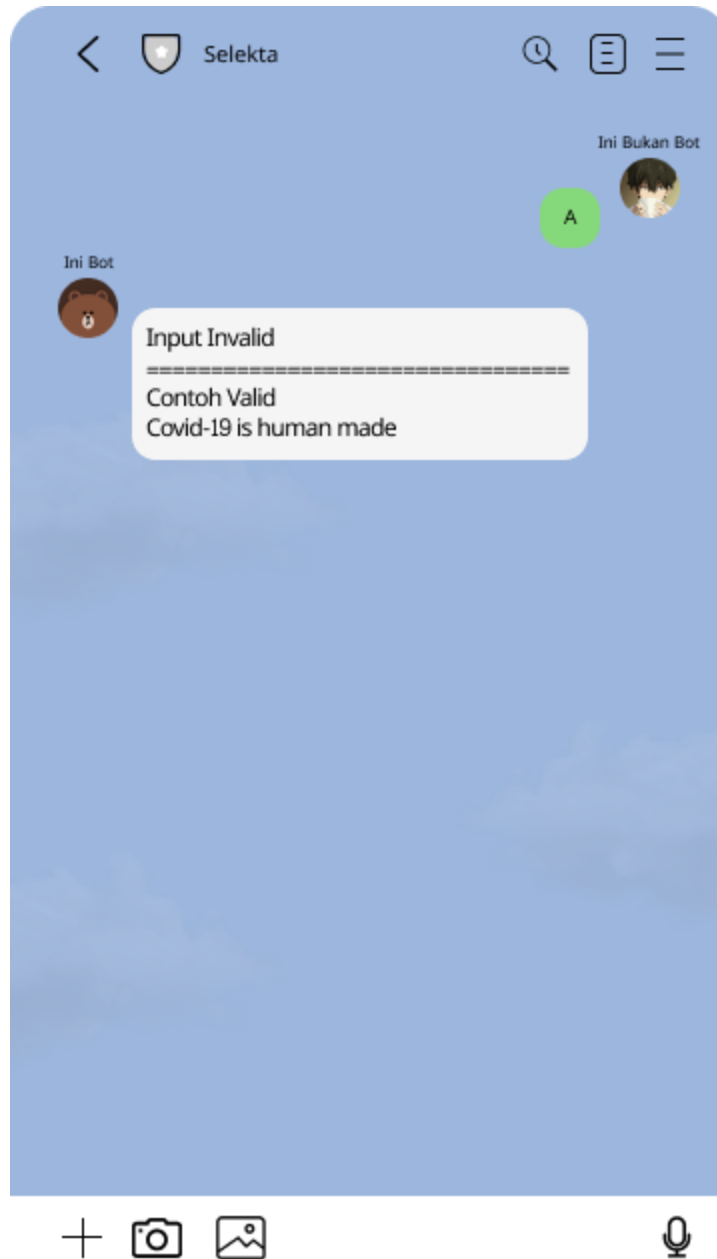 Selekta
Ini Bukan Bot
A
Ini Bot
Input Invalid
=================================
Contoh Valid
Covid-19 is human made